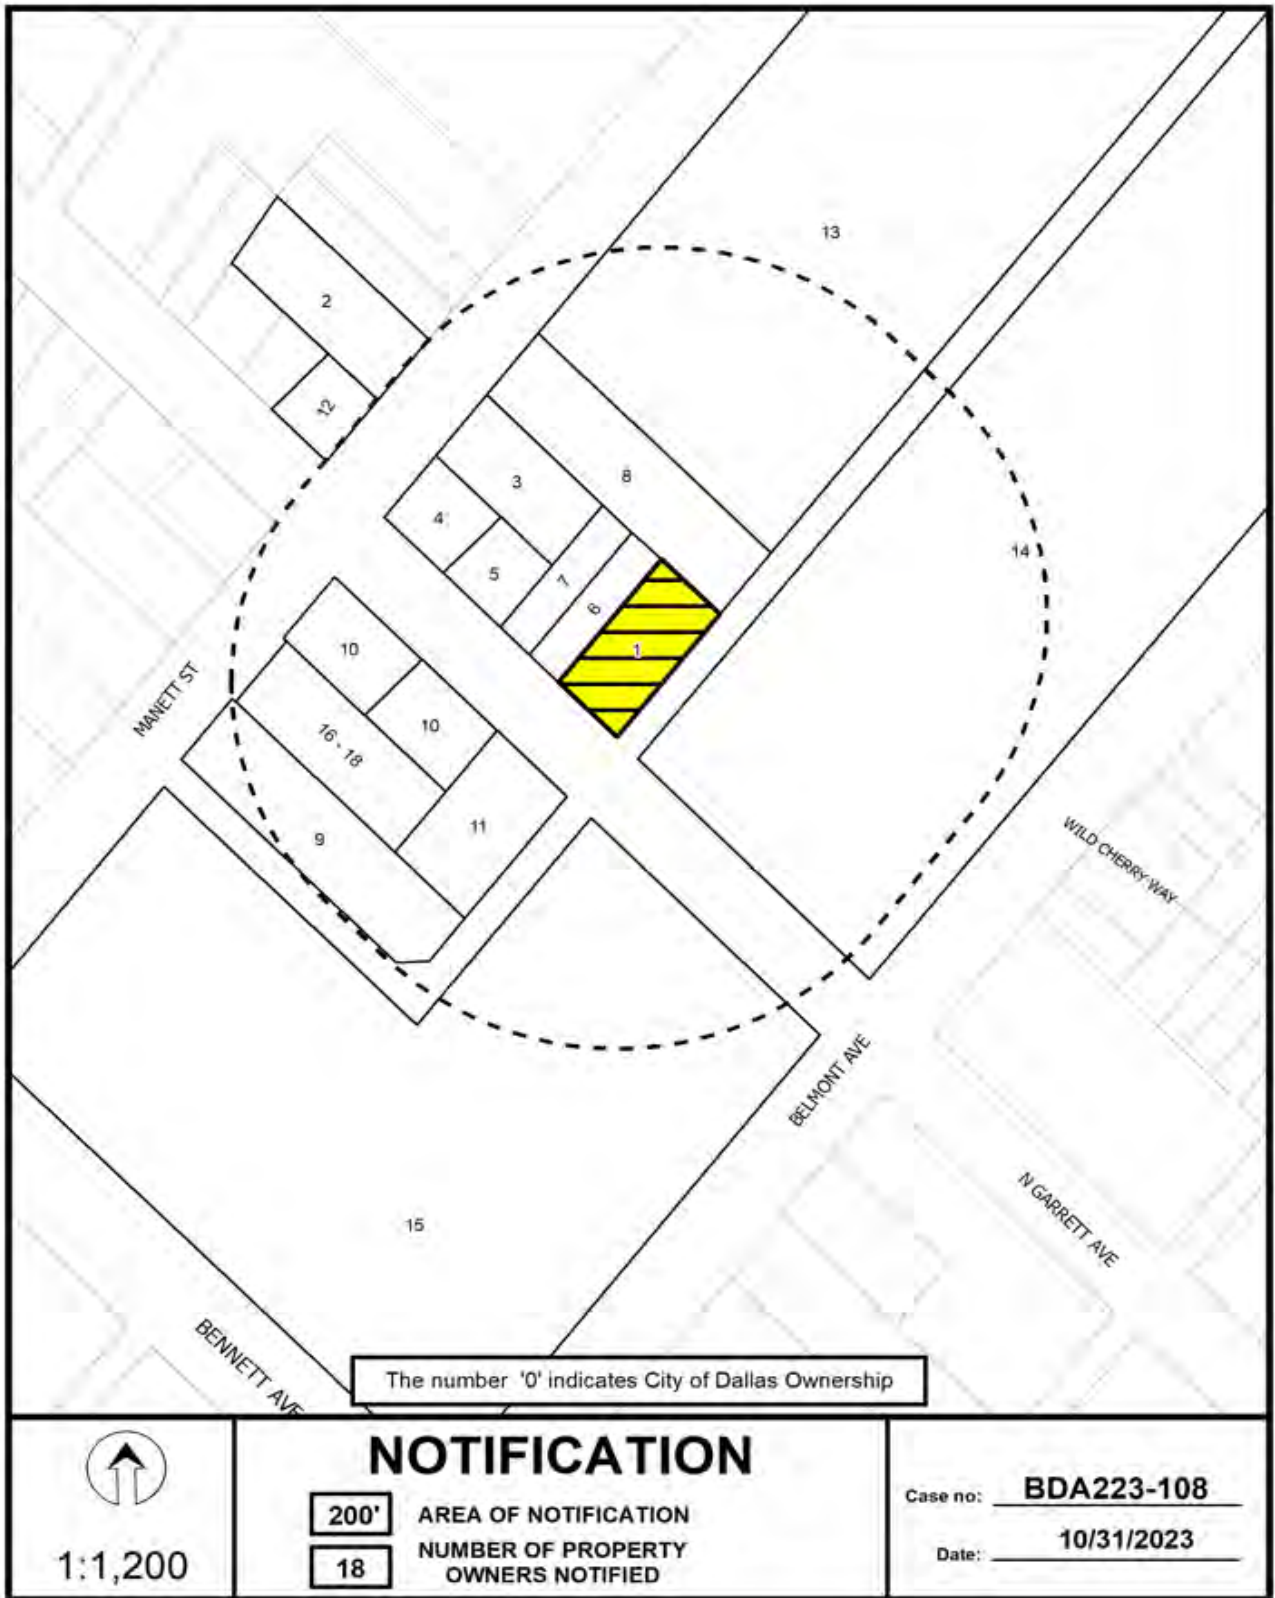 13
2
12
8
3
4
14
5
7
6
1
10
MANETT ST
10
16 - 18
11
9
WILD CHERRY WAY
BELMONT AVE
N GARRETT AVE
15
BENNETT AVE
The number '0' indicates City of Dallas Ownership
1:1,200
NOTIFICATION
200' AREA OF NOTIFICATION
18 NUMBER OF PROPERTY
OWNERS NOTIFIED
Case no: BDA223-108
Date: 10/31/2023